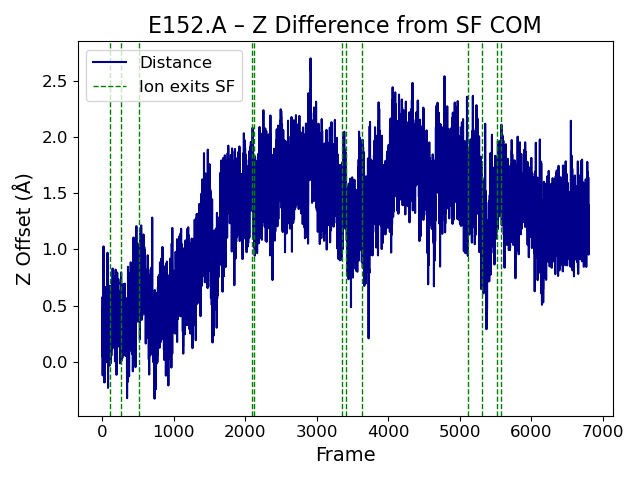 E152.A – Z Difference from SF COM
Distance
Ion exits SF
Z Offset (Å)
2.5
2.0
1.5
1.0
0.5
0.0
0 1000 2000 3000 4000 5000 6000 7000
Frame